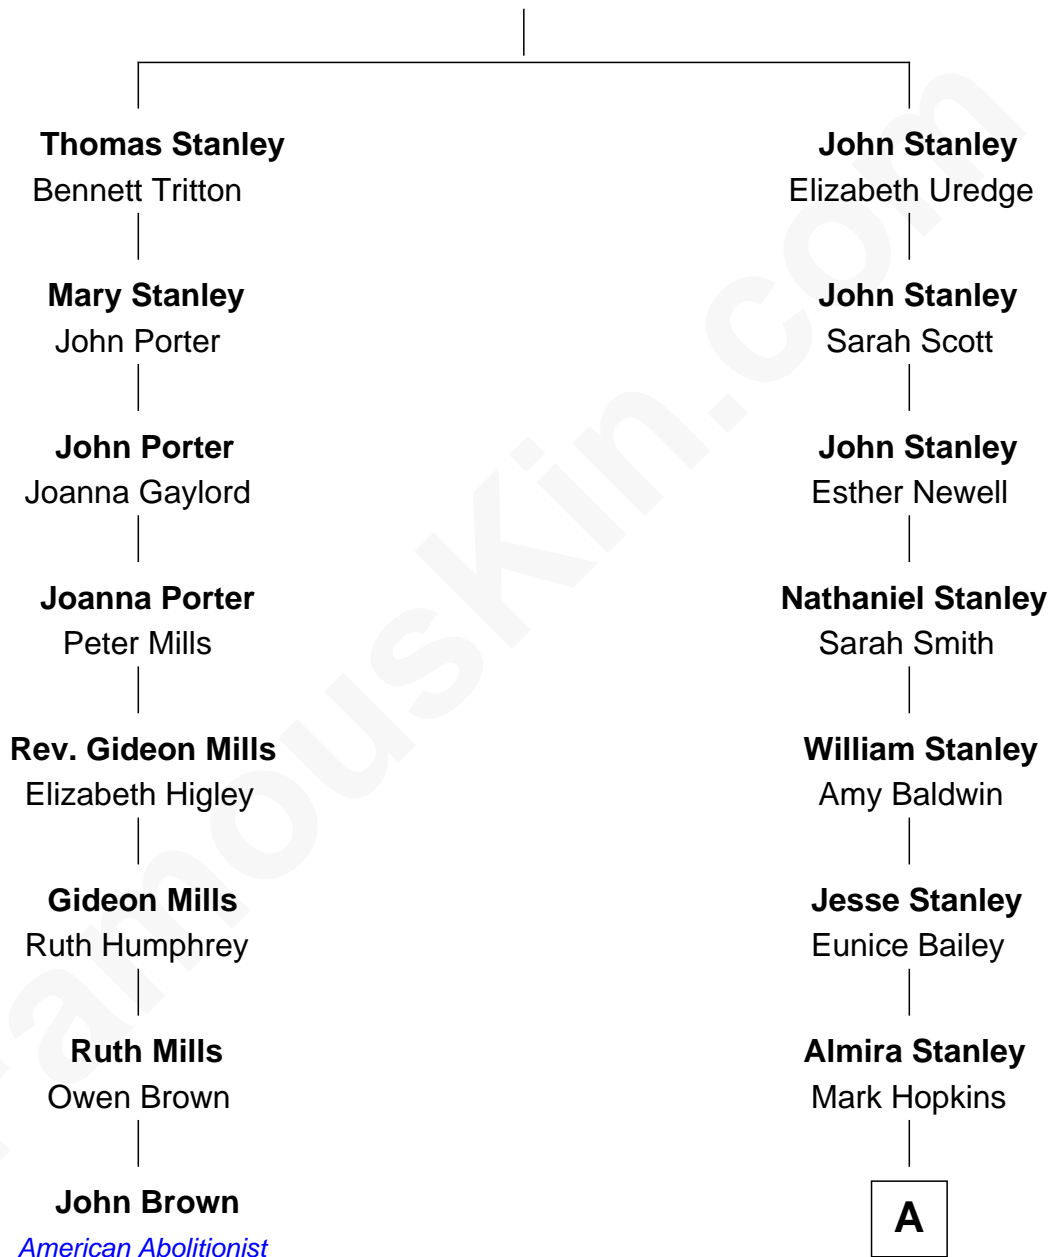 Thomas Stanley
Bennett Tritton
Mary Stanley
John Porter
John Porter
Joanna Gaylord
Joanna Porter
Peter Mills
Rev. Gideon Mills
Elizabeth Higley
Gideon Mills
Ruth Humphrey
Ruth Mills
Owen Brown
John Brown
American Abolitionist
John Stanley
Elizabeth Uredge
John Stanley
Sarah Scott
John Stanley
Esther Newell
Nathaniel Stanley
Sarah Smith
William Stanley
Amy Baldwin
Jesse Stanley
Eunice Bailey
Almira Stanley
Mark Hopkins
A
FamousKin.com